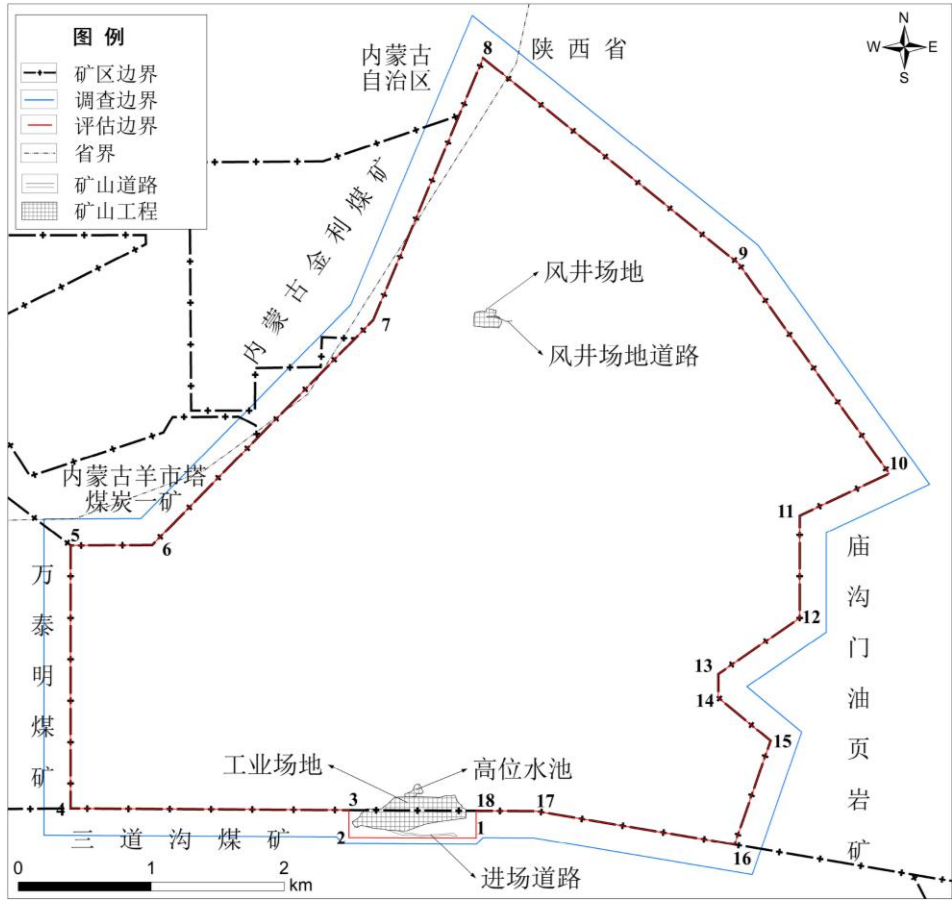 图 例
矿区边界
调查边界
评估边界
省界
矿山道路
矿山工程
内蒙古
自治区
8
陕 西 省
N
W
E
S
内蒙古金利煤矿
9
风井场地
7
风井场地道路
10
内蒙古羊市塔
煤炭一矿
11
5
6
万泰明煤矿
庙沟门油页岩矿
12
13
14
15
工业场地
高位水池
4
3
18
17
三道沟煤矿
2
1
16
进场道路
0
1
2
km